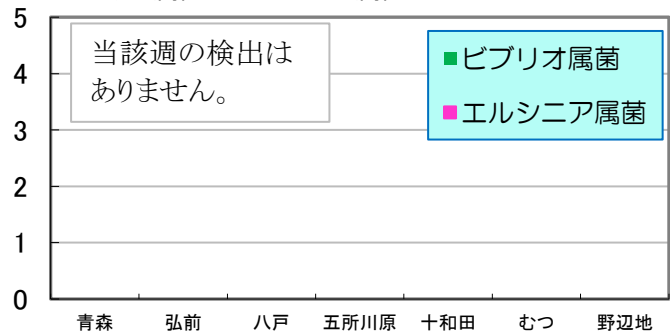 5
当該週の検出は
ありません。
■ビブリオ属菌
■エルシニア属菌
4
3
2
1
0
青森 弘前 八戸 五所川原 十和田 むつ 野辺地